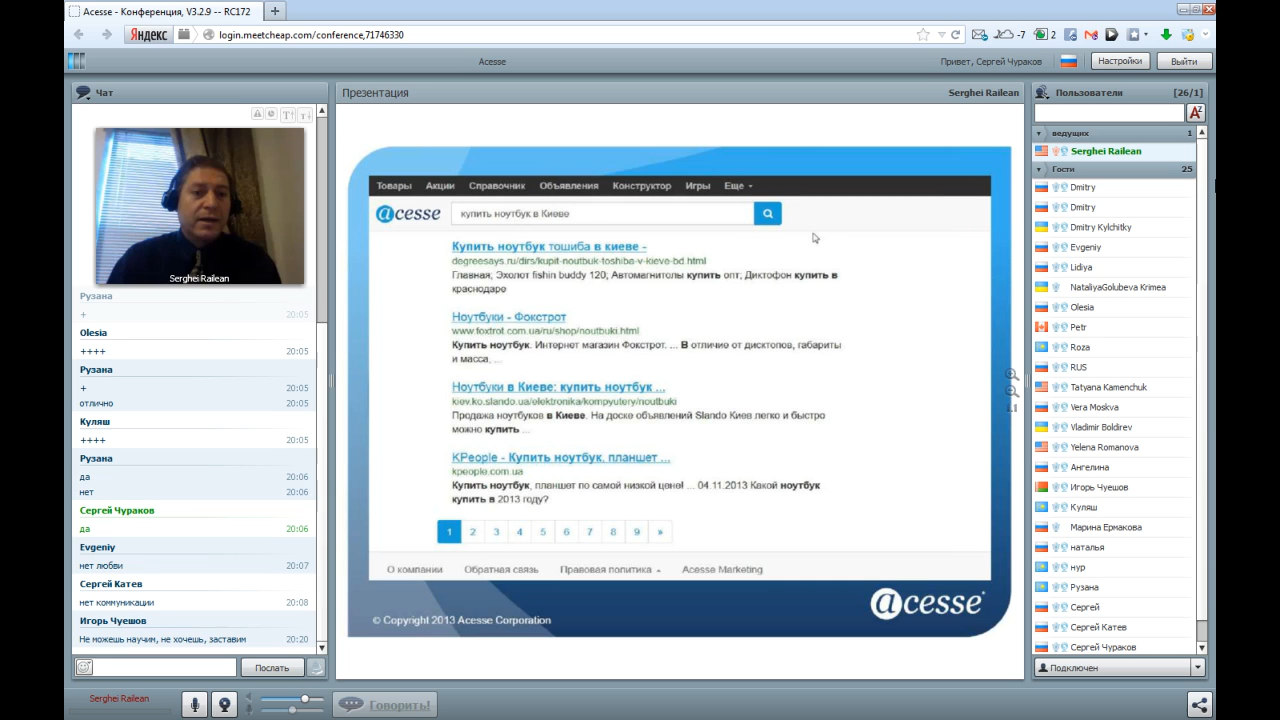 Acesse - Конференция, V3.2.9 -- RC172
Яндекс
login.meetcheap.com/conference,71746330
-7
2
Acesse
Привет, Сергей Чураков
Настройки
Выйти
Чат
Serghei Railean
Рузана
+ 20:05
Olesia
++++ 20:05
Рузана
+ 20:05
отлично 20:05
Куляш
++++ 20:05
Рузана
да 20:06
нет 20:06
Сергей Чураков
да 20:06
Evgeniy
нет любви 20:07
Сергей Катев
нет коммуникации 20:08
Игорь Чуешов
Не можешь научим, не хочешь, заставим 20:20
Послать
Serghei Railean
Говорить!
Презентация
Serghei Railean
Товары Акции Справочник Объявления Конструктор Игры Еще
acesse
купить ноутбук в Киеве
Купить ноутбук тошиба в киеве -
degreesays.ru/dirs/kupit-noutbuk-toshiba-v-kieve-bd.html
Главная; Эхолот fishin buddy 120; Автомагнитолы купить опт; Диктофон купить в
краснодаре
Ноутбуки - Фокстрот
www.foxtrot.com.ua/ru/shop/noutbuki.html
Купить ноутбук. Интернет магазин Фокстрот. ... В отличие от дисктопов, габариты
и масса, ...
Ноутбуки в Киеве: купить ноутбук ...
kiev.ko.slando.ua/elektronika/kompyutery/noutbuki
Продажа ноутбуков в Киеве. На доске объявлений Slando Киев легко и быстро
можно купить ...
KPeople - Купить ноутбук, планшет ...
kpeople.com.ua
Купить ноутбук, планшет по самой низкой цене! ... 04.11.2013 Какой ноутбук
купить в 2013 году?
1 2 3 4 5 6 7 8 9 »
О компании Обратная связь Правовая политика Acesse Marketing
© Copyright 2013 Acesse Corporation
acesse
1.1
Пользователи [26/1]
ведущих 1
Serghei Railean
Гости 25
Dmitry
Dmitry
Dmitry Kylchitky
Evgeniy
Lidiya
NataliyaGolubeva Krimea
Olesia
Petr
Roza
RUS
Tatyana Kamenchuk
Vera Moskva
Vladimir Boldirev
Yelena Romanova
Ангелина
Игорь Чуешов
Куляш
Марина Ермакова
наталья
нур
Рузана
Сергей
Сергей Катев
Сергей Чураков
Подключен